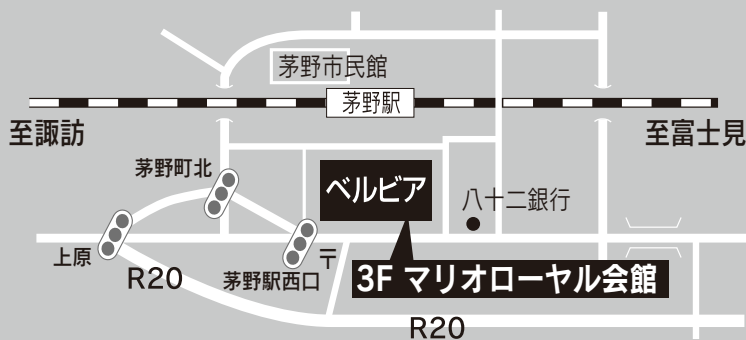 茅野市民館
茅野駅
至諏訪
至富士見
茅野町北
ベルビア
八十二銀行
上原
R20
茅野駅西口
〒
3F マリオローヤル会館
R20